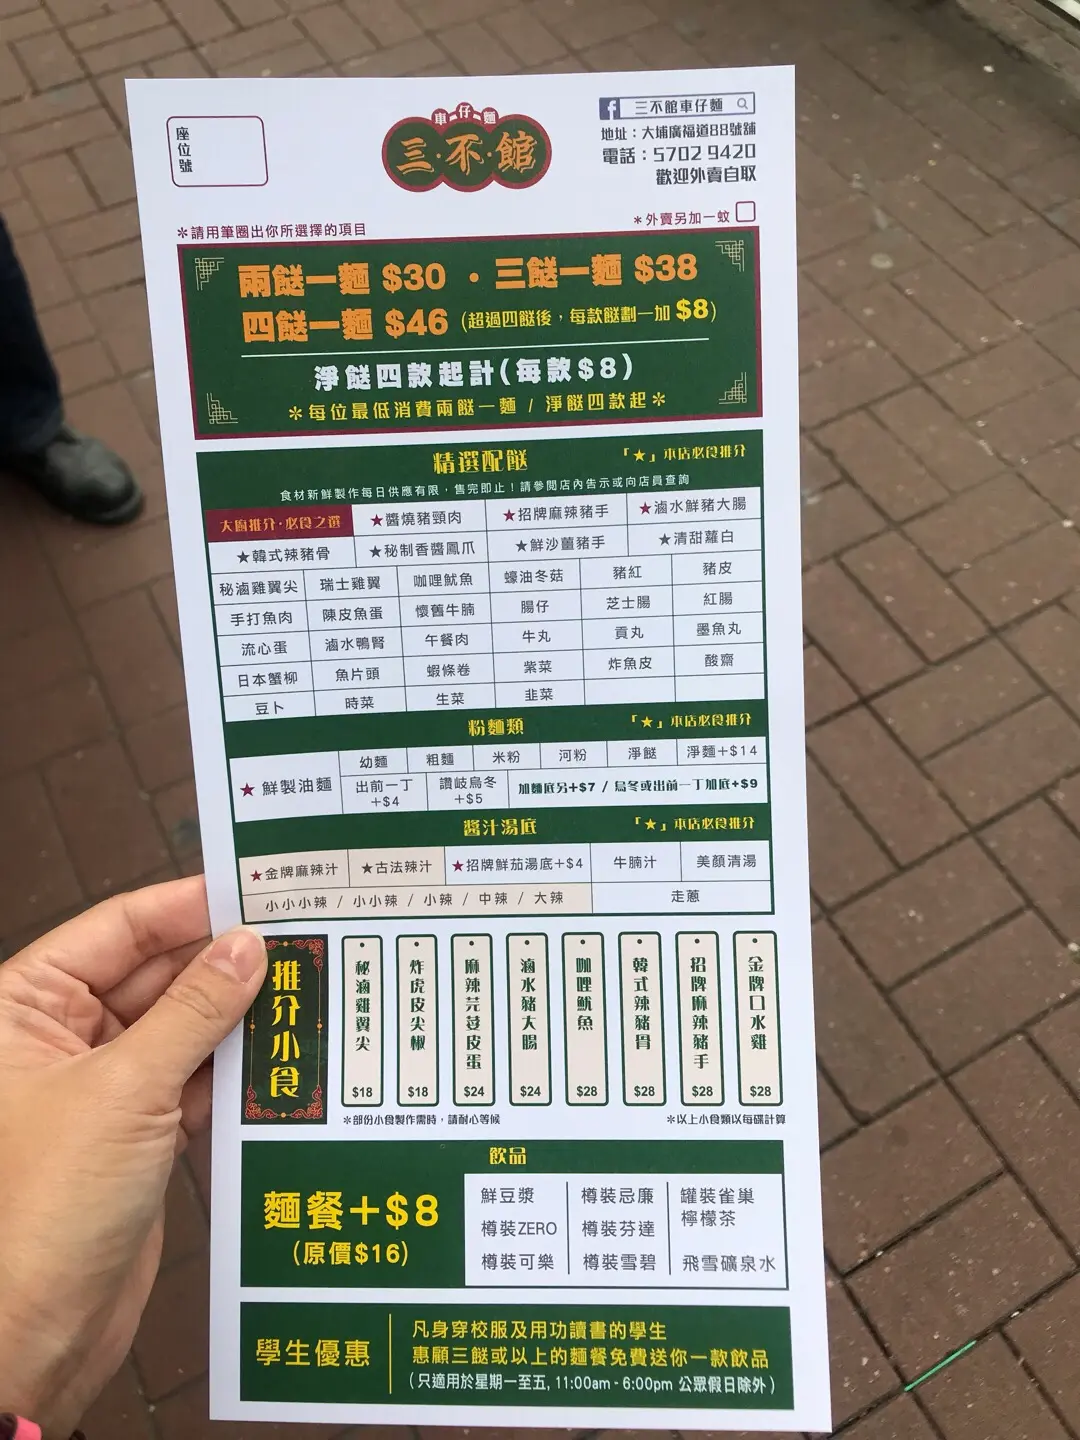 座位號
車仔麵
三·不·館
三不館車仔麵
地址：大埔廣福道88號舖
電話：5702 9420
歡迎外賣自取
＊請用筆圈出你所選擇的項目
＊外賣另加一蚊
兩餸一麵 $30 · 三餸一麵 $38
四餸一麵 $46 (超過四餸後，每款餸劃一加 $8)
淨餸四款起計(每款$8)
＊每位最低消費兩餸一麵 / 淨餸四款起＊
精選配餸 「★」本店必食推介
食材新鮮製作每日供應有限，售完即止！請參閱店內告示或向店員查詢
大廚推介·必食之選 ★醬燒豬頸肉 ★招牌麻辣豬手 ★滷水鮮豬大腸
★韓式辣豬骨 ★秘制香醬鳳爪 ★鮮沙薑豬手 ★清甜蘿白
秘滷雞翼尖 瑞士雞翼 咖哩魷魚 蠔油冬菇 豬紅 豬皮
手打魚肉 陳皮魚蛋 懷舊牛腩 腸仔 芝士腸 紅腸
流心蛋 滷水鴨腎 午餐肉 牛丸 貢丸 墨魚丸
日本蟹柳 魚片頭 蝦條卷 紫菜 炸魚皮 酸齋
豆卜 時菜 生菜 韭菜
粉麵類 「★」本店必食推介
★ 鮮製油麵 幼麵 粗麵 米粉 河粉 淨餸 淨麵+$14
出前一丁+$4 讚岐烏冬+$5 加麵底另+$7 / 烏冬或出前一丁加底+$9
醬汁湯底 「★」本店必食推介
★金牌麻辣汁 ★古法辣汁 ★招牌鮮茄湯底+$4 牛腩汁 美顏清湯
小小小辣 / 小小辣 / 小辣 / 中辣 / 大辣 走蔥
推介小食
秘滷雞翼尖 $18
炸虎皮尖椒 $18
麻辣芫荽皮蛋 $24
滷水豬大腸 $24
咖哩魷魚 $28
韓式辣豬骨 $28
招牌麻辣豬手 $28
金牌口水雞 $28
＊部份小食製作需時，請耐心等候
＊以上小食類以每碟計算
飲品
麵餐+$8
(原價$16)
鮮豆漿 樽裝忌廉 罐裝雀巢檸檬茶
樽裝ZERO 樽裝芬達
樽裝可樂 樽裝雪碧 飛雪礦泉水
學生優惠
凡身穿校服及用功讀書的學生
惠顧三餸或以上的麵餐免費送你一款飲品
(只適用於星期一至五, 11:00am - 6:00pm 公眾假日除外)